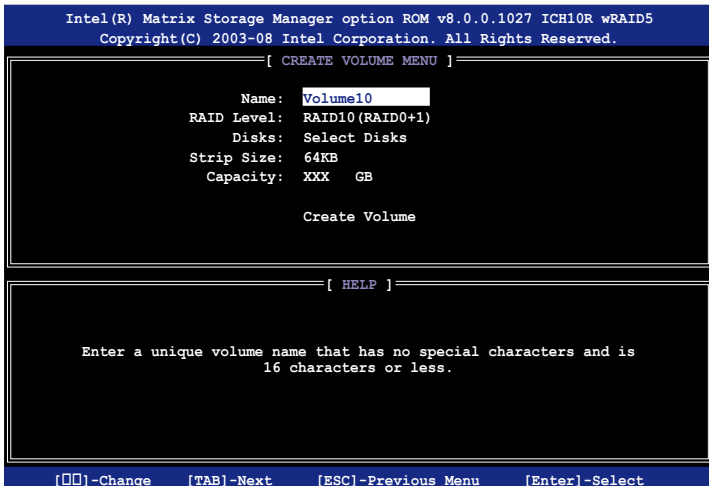 Intel(R) Matrix Storage Manager option ROM v8.0.0.1027 ICH10R wRAID5
Copyright(C) 2003-08 Intel Corporation. All Rights Reserved.
[ CREATE VOLUME MENU ]
Name: Volume10
RAID Level: RAID10(RAID0+1)
Disks: Select Disks
Strip Size: 64KB
Capacity: XXX GB
Create Volume
[ HELP ]
Enter a unique volume name that has no special characters and is
16 characters or less.
[▯▯]-Change [TAB]-Next [ESC]-Previous Menu [Enter]-Select